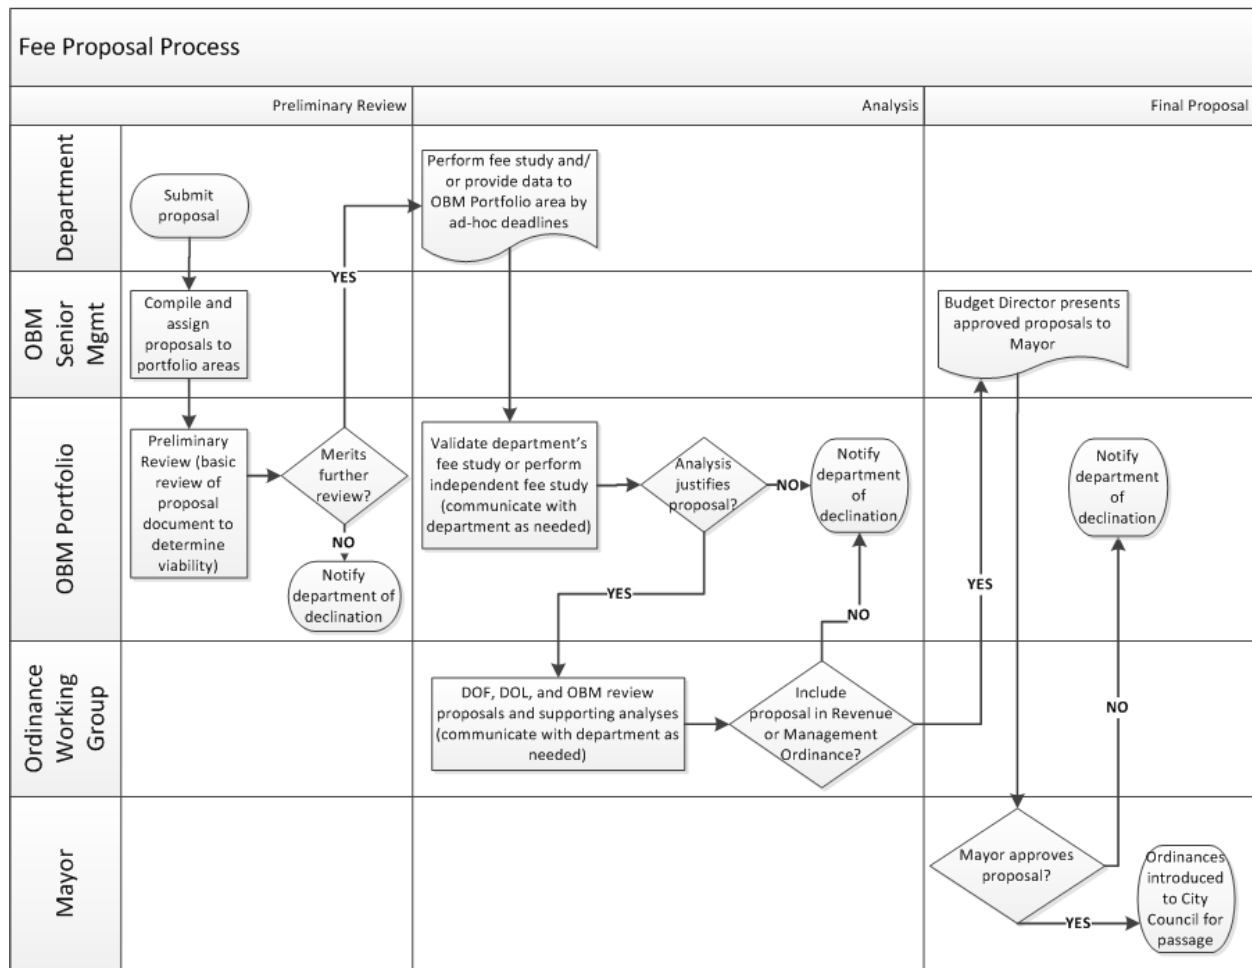 Fee Proposal Process
Preliminary Review
Analysis
Final Proposal
Department
Submit
proposal
YES
Perform fee study and/
or provide data to
OBM Portfolio area by
ad-hoc deadlines
OBM
Senior
Mgmt
Compile and
assign
proposals to
portfolio areas
Budget Director presents
approved proposals to
Mayor
OBM Portfolio
Preliminary
Review (basic
review of
proposal
document to
determine
viability)
Merits
further
review?
NO
Notify
department of
declination
Validate department's
fee study or perform
independent fee study
(communicate with
department as needed)
Analysis
justifies
proposal?
NO
Notify
department
of
declination
YES
NO
YES
Notify
department
of
declination
Ordinance
Working
Group
DOF, DOL, and OBM review
proposals and supporting analyses
(communicate with department as
needed)
Include
proposal in Revenue
or Management
Ordinance?
NO
Mayor
Mayor approves
proposal?
YES
Ordinances
introduced
to City
Council for
passage